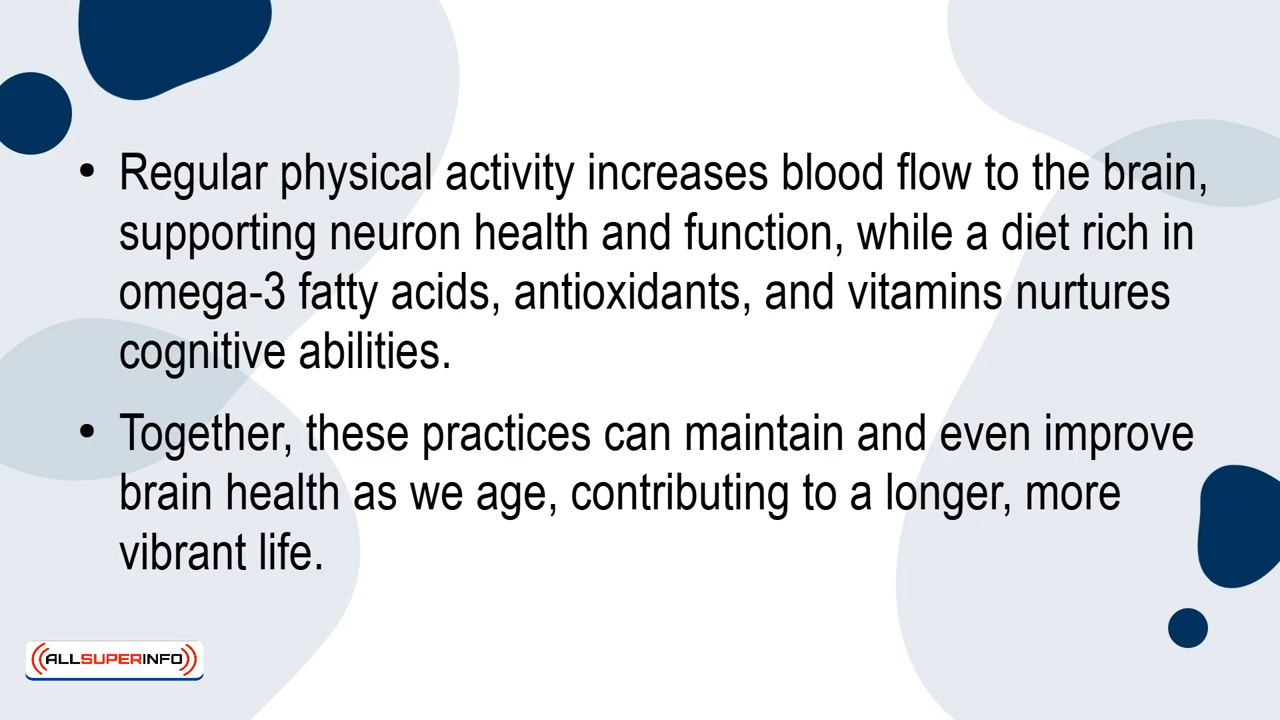 • Regular physical activity increases blood flow to the brain,
supporting neuron health and function, while a diet rich in
omega-3 fatty acids, antioxidants, and vitamins nurtures
cognitive abilities.
• Together, these practices can maintain and even improve
brain health as we age, contributing to a longer, more
vibrant life.
ALLSUPERINFO